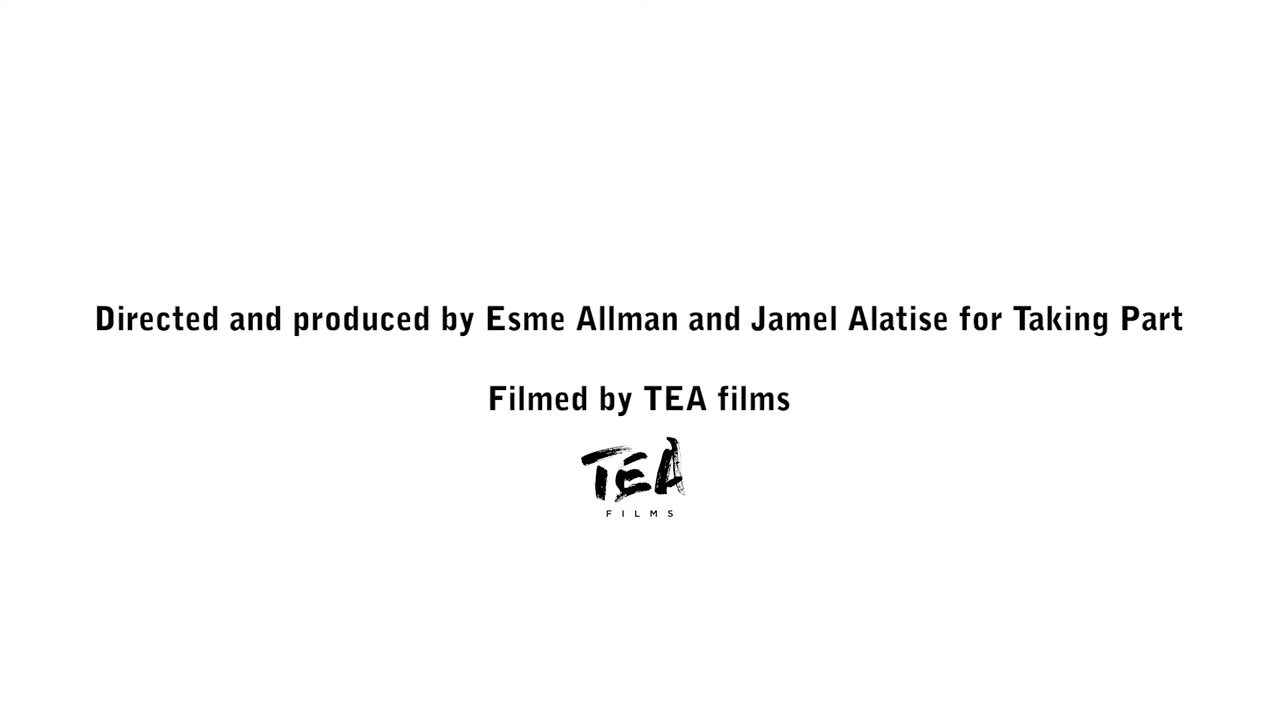 Directed and produced by Esme Allman and Jamel Alatise for Taking Part
Filmed by TEA films
TEA
FILMS